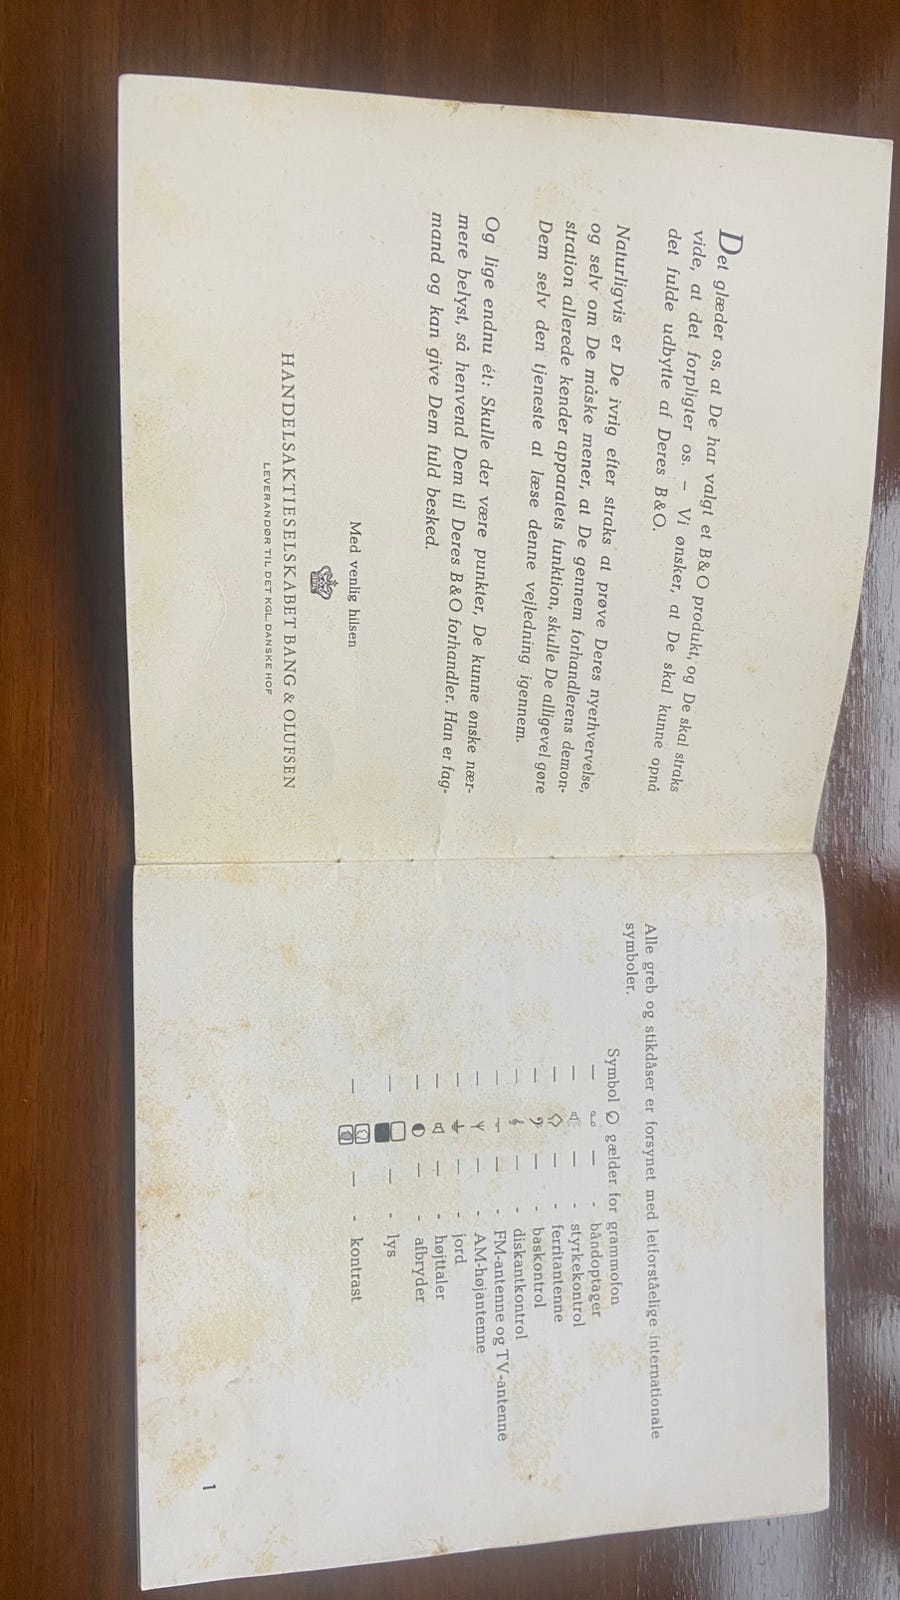 Det glæder os, at De har valgt et B&O produkt, og De skal straks
vide, at det forpligter os. – Vi ønsker, at De skal kunne opnå
det fulde udbytte af Deres B&O.
Naturligvis er De ivrig efter straks at prøve Deres nyerhvervelse,
og selv om De måske mener, at De gennem forhandlerens demon-
stration allerede kender apparatets funktion, skulle De alligevel gøre
Dem selv den tjeneste at læse denne vejledning igennem.
Og lige endnu ét: Skulle der være punkter, De kunne ønske nær-
mere belyst, så henvend Dem til Deres B&O forhandler. Han er fag-
mand og kan give Dem fuld besked.
Med venlig hilsen
HANDELSAKTIESELSKABET BANG & OLUFSEN
LEVERANDØR TIL DET KGL. DANSKE HOF
Alle greb og stikdåser er forsynet med letforståelige internationale
symboler.
Symbol gælder for grammofon
— — - båndoptager
— — - styrkekontrol
— — - ferritantenne
— — - baskontrol
— — - diskantkontrol
— — - FM-antenne og TV-antenne
— — - AM-højantenne
— — - jord
— — - højttaler
— — - afbryder
— — - lys
— — - kontrast
1